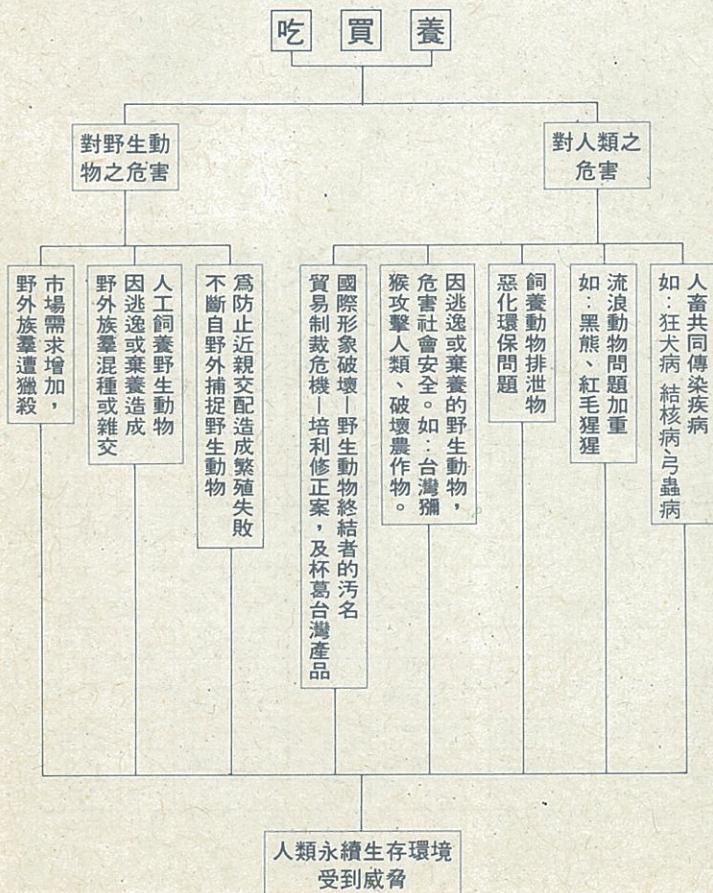 吃 買 養
對野生動
物之危害
對人類之
危害
人畜共同傳染疾病
如：狂犬病 結核病、弓蟲病
流浪動物問題加重
如：黑熊、紅毛猩猩
飼養動物排泄物
惡化環保問題
因逃逸或棄養的野生動物，
危害社會安全。如：台灣獼
猴攻擊人類、破壞農作物。
國際形象破壞—野生動物終結者的汚名
貿易制裁危機—培利修正案，及杯葛台灣產品
爲防止近親交配造成繁殖失敗
不斷自野外捕捉野生動物
人工飼養野生動物
因逃逸或棄養造成
野外族羣混種或雜交
市場需求增加，
野外族羣遭獵殺
人類永續生存環境
受到威脅